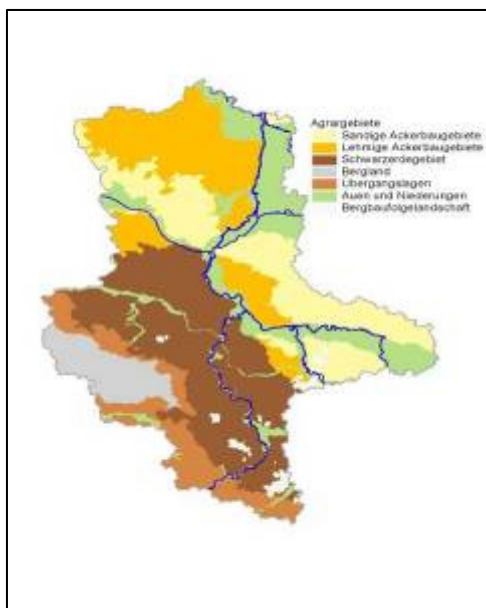 Agrargebiete
Sandige Ackerbaugebiete
Lehmige Ackerbaugebiete
Schwarzerdegebiet
Bergland
Übergangslagen
Auen und Niederungen
Bergbaufolgelandschaft